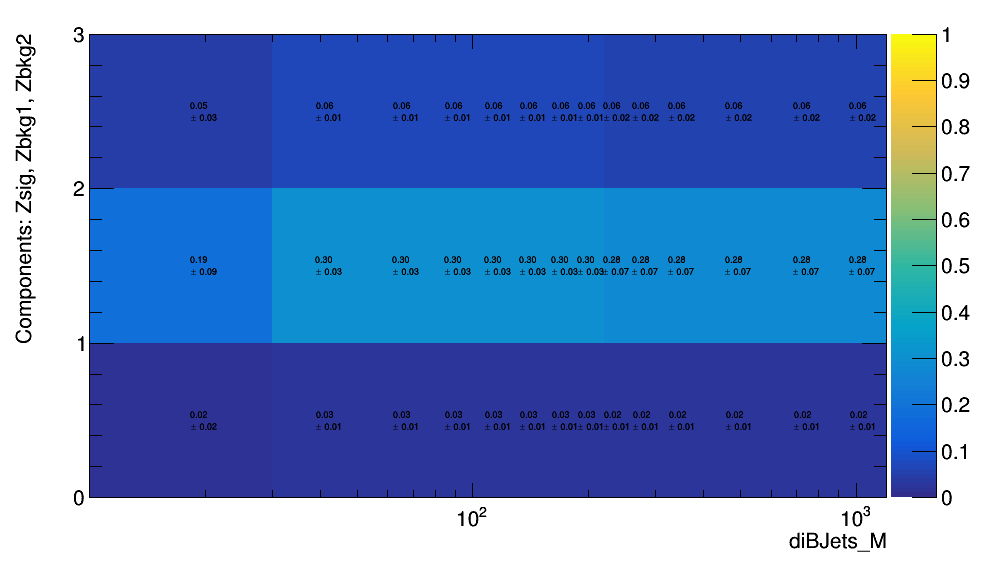 Components: Zsig, Zbkg1, Zbkg2
3
2
1
0
0.05 0.06 0.06 0.06 0.06 0.06 0.06 0.06 0.06 0.06 0.06 0.06 0.06 0.06
± 0.03 ± 0.01 ± 0.01 ± 0.01 ± 0.01 ± 0.01 ± 0.01 ± 0.01 ± 0.02 ± 0.02 ± 0.02 ± 0.02 ± 0.02 ± 0.02
0.19 0.30 0.30 0.30 0.30 0.30 0.30 0.30 0.28 0.28 0.28 0.28 0.28 0.28
± 0.09 ± 0.03 ± 0.03 ± 0.03 ± 0.03 ± 0.03 ± 0.03 ± 0.03 ± 0.07 ± 0.07 ± 0.07 ± 0.07 ± 0.07 ± 0.07
0.02 0.03 0.03 0.03 0.03 0.03 0.03 0.03 0.02 0.02 0.02 0.02 0.02 0.02
± 0.02 ± 0.01 ± 0.01 ± 0.01 ± 0.01 ± 0.01 ± 0.01 ± 0.01 ± 0.01 ± 0.01 ± 0.01 ± 0.01 ± 0.01 ± 0.01
10² 10³
diBJets_M
1
0.9
0.8
0.7
0.6
0.5
0.4
0.3
0.2
0.1
0